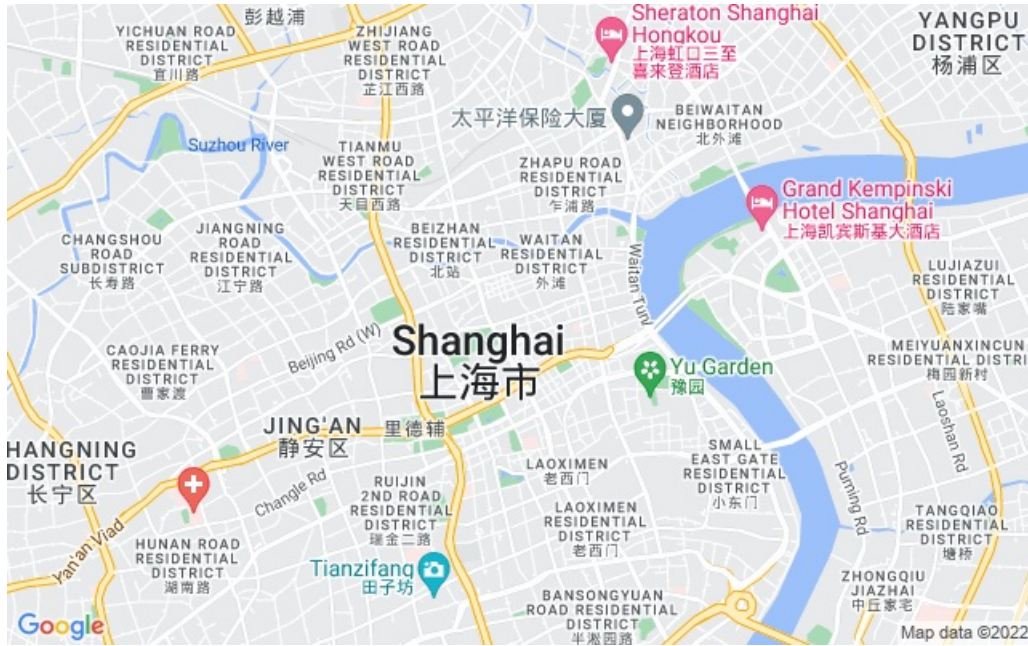 彭越浦
YICHUAN ROAD
RESIDENTIAL
DISTRICT
宜川路
ZHIJIANG
WEST ROAD
RESIDENTIAL
DISTRICT
芷江西路
Sheraton Shanghai
Hongkou
上海虹口三至
喜来登酒店
YANGPU
DISTRICT
杨浦区
太平洋保险大厦
BEIWAITAN
NEIGHBORHOOD
北外滩
Suzhou River
TIANMU
WEST ROAD
RESIDENTIAL
DISTRICT
天目西路
ZHAPU ROAD
RESIDENTIAL
DISTRICT
乍浦路
Grand Kempinski
Hotel Shanghai
上海凯宾斯基大酒店
CHANGSHOU
ROAD
SUBDISTRICT
长寿路
JIANGNING
ROAD
RESIDENTIAL
DISTRICT
江宁路
BEIZHAN
RESIDENTIAL
DISTRICT
北站
WAITAN
RESIDENTIAL
DISTRICT
外滩
Waitan Tun
LUJIAZUI
RESIDENTIAL
DISTRICT
陆家嘴
CAOJIA FERRY
RESIDENTIAL
DISTRICT
曹家渡
Beijing Rd (W)
Shanghai
上海市
Yu Garden
豫园
MEIYUANXINCUN
RESIDENTIAL DISTRI
梅园新村
Laoshan Rd
HANGNING
DISTRICT
长宁区
JING'AN
静安区
里德辅
Changle Rd
LAOXIMEN
老西门
SMALL
EAST GATE
RESIDENTIAL
DISTRICT
小东门
Puming Rd
RUIJIN
2ND ROAD
RESIDENTIAL
DISTRICT
瑞金二路
LAOXIMEN
RESIDENTIAL
DISTRICT
老西门
TANGQIAO
RESIDENTIAL
DISTRICT
塘桥
Yan'an Viad
HUNAN ROAD
RESIDENTIAL
DISTRICT
湖南路
Tianzifang
田子坊
BANSONGYUAN
ROAD RESIDENTIAL
DISTRICT
半淞园路
ZHONGQIU
JIAZHAI
中丘家宅
Google
Map data ©2022